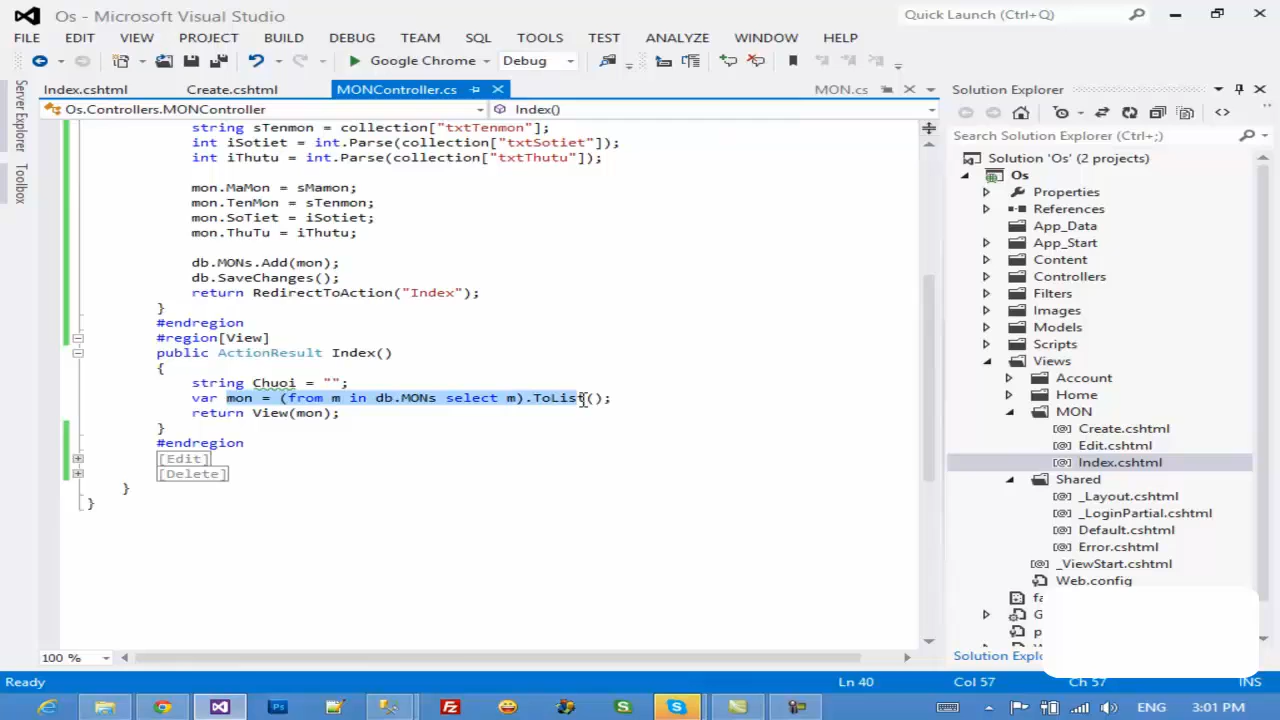 Os - Microsoft Visual Studio
Quick Launch (Ctrl+Q)
FILE EDIT VIEW PROJECT BUILD DEBUG TEAM SQL TOOLS TEST ANALYZE WINDOW HELP
Google Chrome
Debug
Server Explorer
Toolbox
Index.cshtml Create.cshtml MONController.cs MON.cs
Os.Controllers.MONController Index()
string sTenmon = collection["txtTenmon"];
int iSotiet = int.Parse(collection["txtSotiet"]);
int iThutu = int.Parse(collection["txtThutu"]);
mon.MaMon = sMamon;
mon.TenMon = sTenmon;
mon.SoTiet = iSotiet;
mon.ThuTu = iThutu;
db.MONs.Add(mon);
db.SaveChanges();
return RedirectToAction("Index");
}
#endregion
#region[View]
public ActionResult Index()
{
string Chuoi = "";
var mon = (from m in db.MONs select m).ToList();
return View(mon);
}
#endregion
[Edit]
[Delete]
}
}
100 %
Solution Explorer
Search Solution Explorer (Ctrl+;)
Solution 'Os' (2 projects)
Os
Properties
References
App_Data
App_Start
Content
Controllers
Filters
Images
Models
Scripts
Views
Account
Home
MON
Create.cshtml
Edit.cshtml
Index.cshtml
Shared
_Layout.cshtml
_LoginPartial.cshtml
Default.cshtml
Error.cshtml
_ViewStart.cshtml
Web.config
Ready Ln 40 Col 57 Ch 57 INS
ENG 3:01 PM